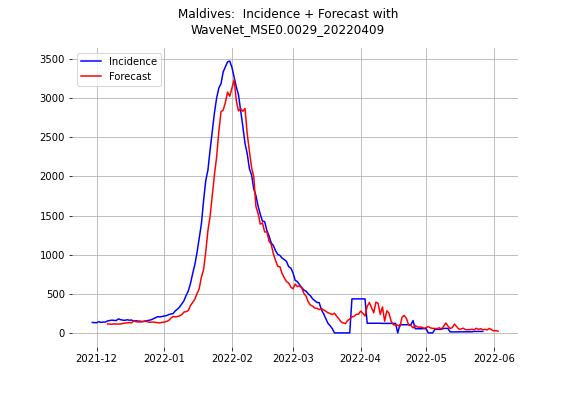 Maldives:  Incidence + Forecast with
WaveNet_MSE0.0029_20220409
Incidence
Forecast
3500
3000
2500
2000
1500
1000
500
0
2021-12 2022-01 2022-02 2022-03 2022-04 2022-05 2022-06